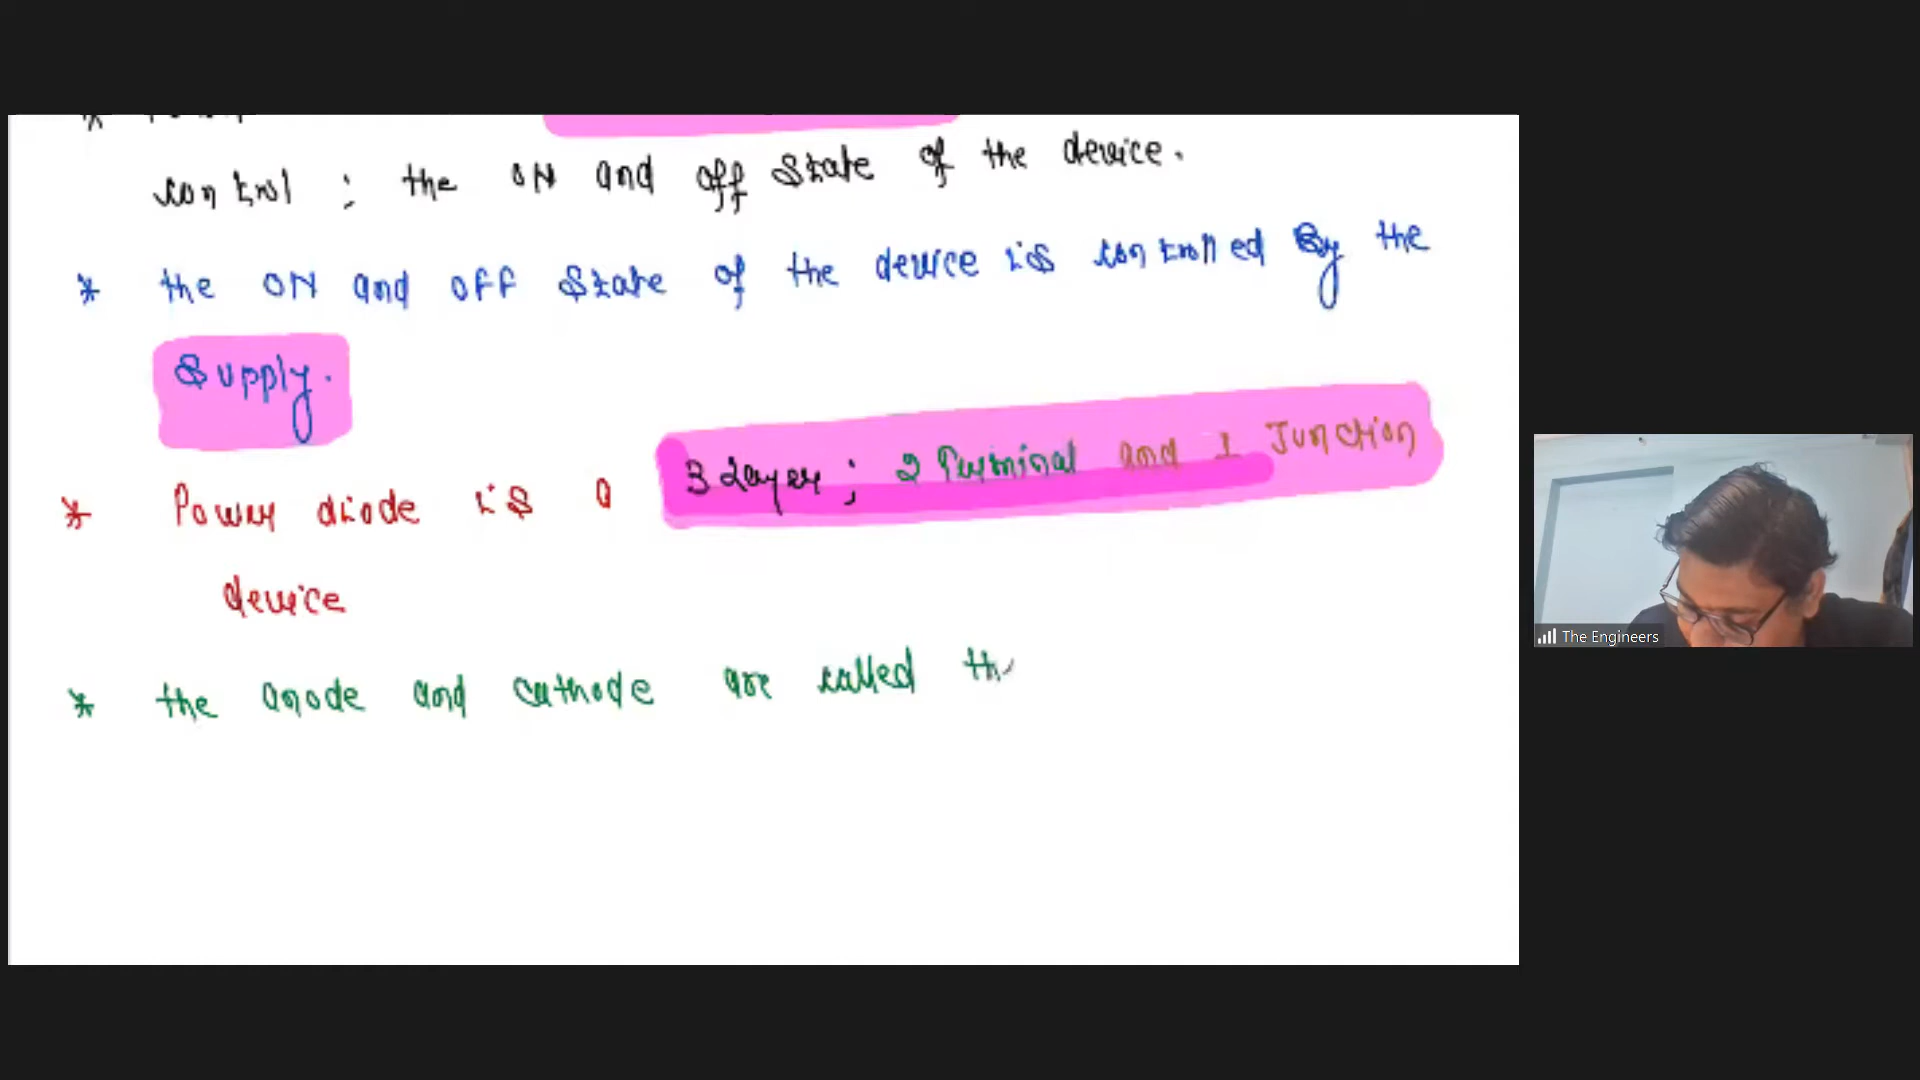 control : the ON and off State of the device.
* the ON and OFF State of the device is controlled By the
Supply.
* Power diode is a 3 Layer ; 2 Terminal and 1 Junction
device
* the anode and cathode are called th
The Engineers